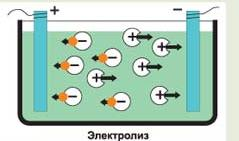 + −
− + +
− +
− + +
− −
Электролиз